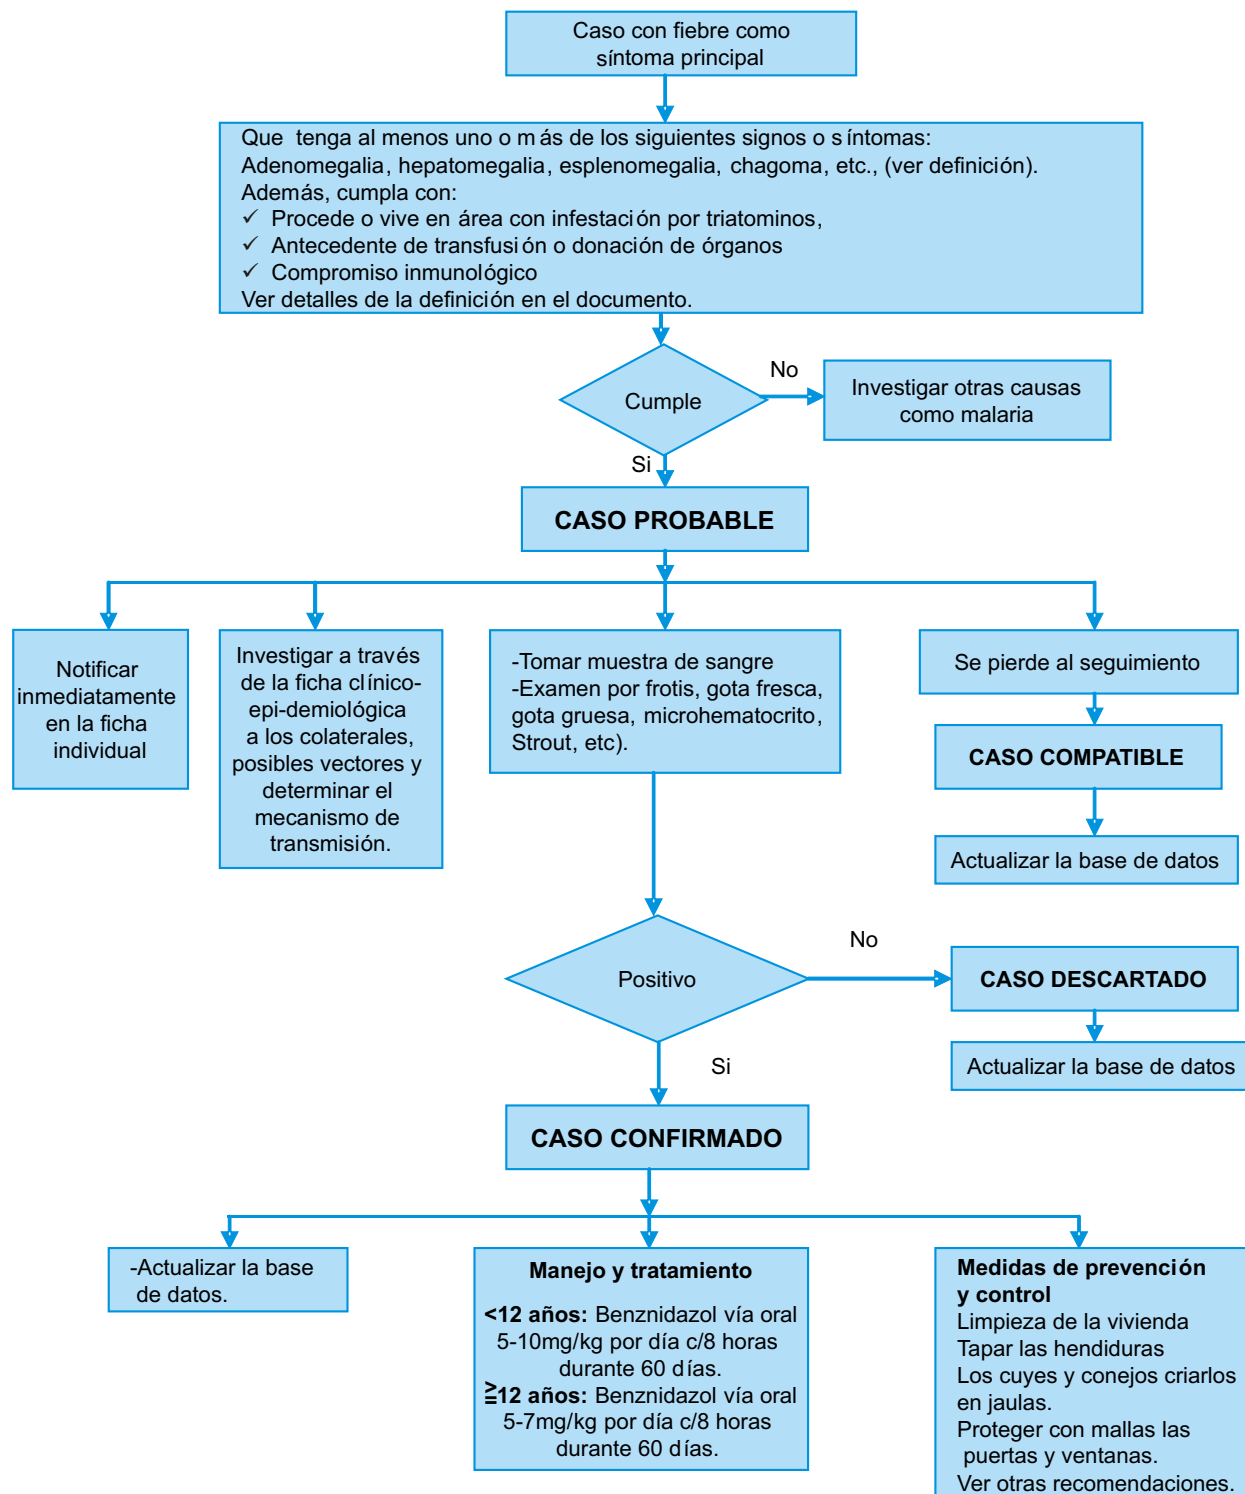 Caso con fiebre como
síntoma principal
Que tenga al menos uno o más de los siguientes signos o síntomas:
Adenomegalia, hepatomegalia, esplenomegalia, chagoma, etc., (ver definición).
Además, cumpla con:
✓ Procede o vive en área con infestación por triatominos,
✓ Antecedente de transfusión o donación de órganos
✓ Compromiso inmunológico
Ver detalles de la definición en el documento.
Cumple
No
Investigar otras causas
como malaria
Si
CASO PROBABLE
Notificar
inmediatamente
en la ficha
individual
Investigar a través
de la ficha clínico-
epi-demiológica
a los colaterales,
posibles vectores y
determinar el
mecanismo de
transmisión.
-Tomar muestra de sangre
-Examen por frotis, gota fresca,
gota gruesa, microhematocrito,
Strout, etc).
Se pierde al seguimiento
CASO COMPATIBLE
Actualizar la base de datos
Positivo
No
CASO DESCARTADO
Actualizar la base de datos
Si
CASO CONFIRMADO
-Actualizar la base
de datos.
Manejo y tratamiento
<12 años: Benznidazol vía oral
5-10mg/kg por día c/8 horas
durante 60 días.
≧12 años: Benznidazol vía oral
5-7mg/kg por día c/8 horas
durante 60 días.
Medidas de prevención
y control
Limpieza de la vivienda
Tapar las hendiduras
Los cuyes y conejos criarlos
en jaulas.
Proteger con mallas las
puertas y ventanas.
Ver otras recomendaciones.